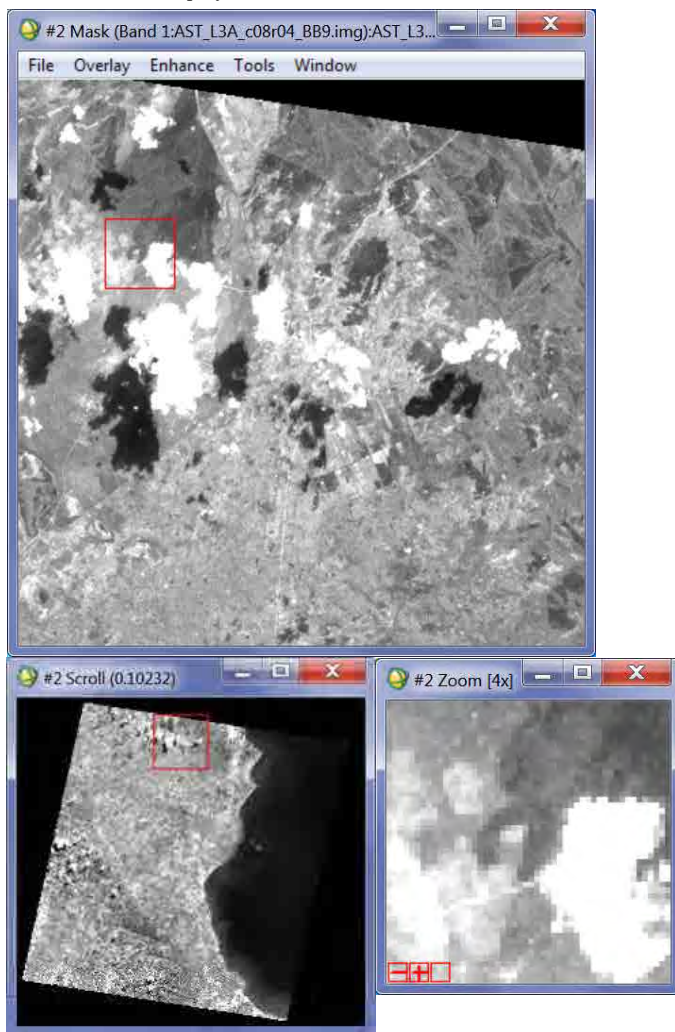 #2 Mask (Band 1:AST_L3A_c08r04_BB9.img):AST_L3...
File Overlay Enhance Tools Window
#2 Scroll (0.10232)
#2 Zoom [4x]